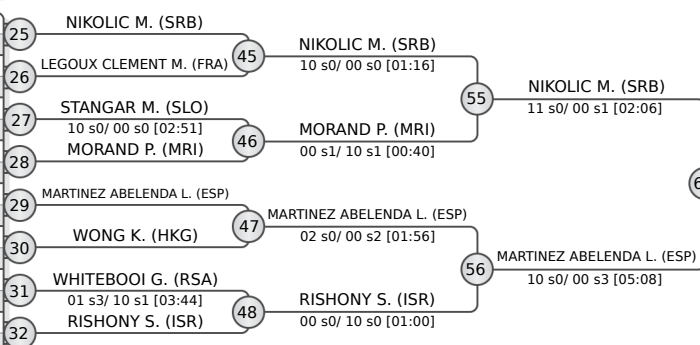 25
NIKOLIC M. (SRB)
26
LEGOUX CLEMENT M. (FRA)
45
NIKOLIC M. (SRB)
10 s0/ 00 s0 [01:16]
27
STANGAR M. (SLO)
10 s0/ 00 s0 [02:51]
28
MORAND P. (MRI)
46
MORAND P. (MRI)
00 s1/ 10 s1 [00:40]
55
NIKOLIC M. (SRB)
11 s0/ 00 s1 [02:06]
29
MARTINEZ ABELENDA L. (ESP)
30
WONG K. (HKG)
47
MARTINEZ ABELENDA L. (ESP)
02 s0/ 00 s2 [01:56]
31
WHITEBOOI G. (RSA)
01 s3/ 10 s1 [03:44]
32
RISHONY S. (ISR)
48
RISHONY S. (ISR)
00 s0/ 10 s0 [01:00]
56
MARTINEZ ABELENDA L. (ESP)
10 s0/ 00 s3 [05:08]